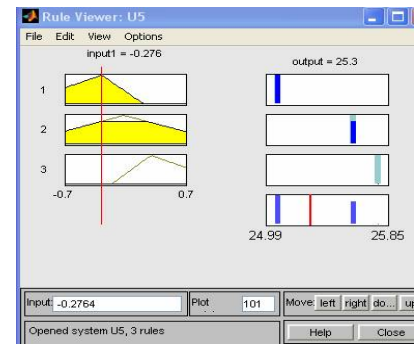 Rule Viewer: U5
File Edit View Options
input1 = -0.276
output = 25.3
1
2
3
-0.7 0.7
24.99 25.85
Input: -0.2764 Plot 101 Move: left right do... up
Opened system U5, 3 rules Help Close